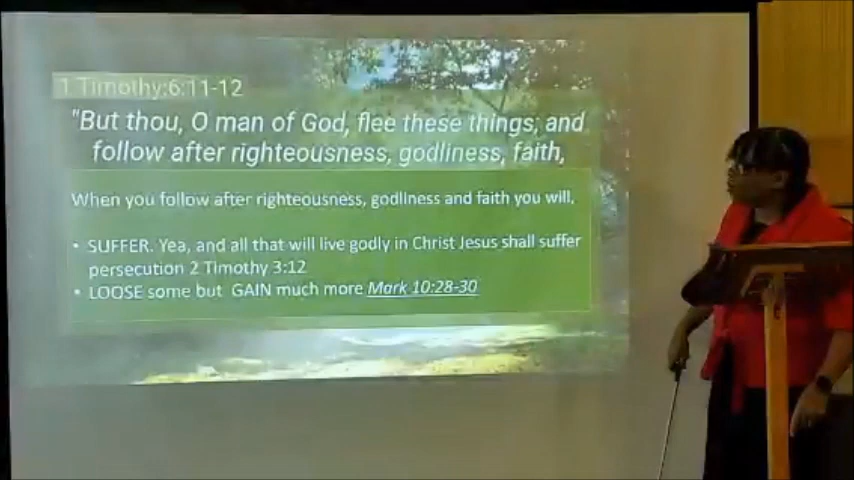 1 Timothy:6:11-12
"But thou, O man of God, flee these things; and
follow after righteousness, godliness, faith,
When you follow after righteousness, godliness and faith you will,
• SUFFER. Yea, and all that will live godly in Christ Jesus shall suffer
persecution 2 Timothy 3:12
• LOOSE some but GAIN much more Mark 10:28-30